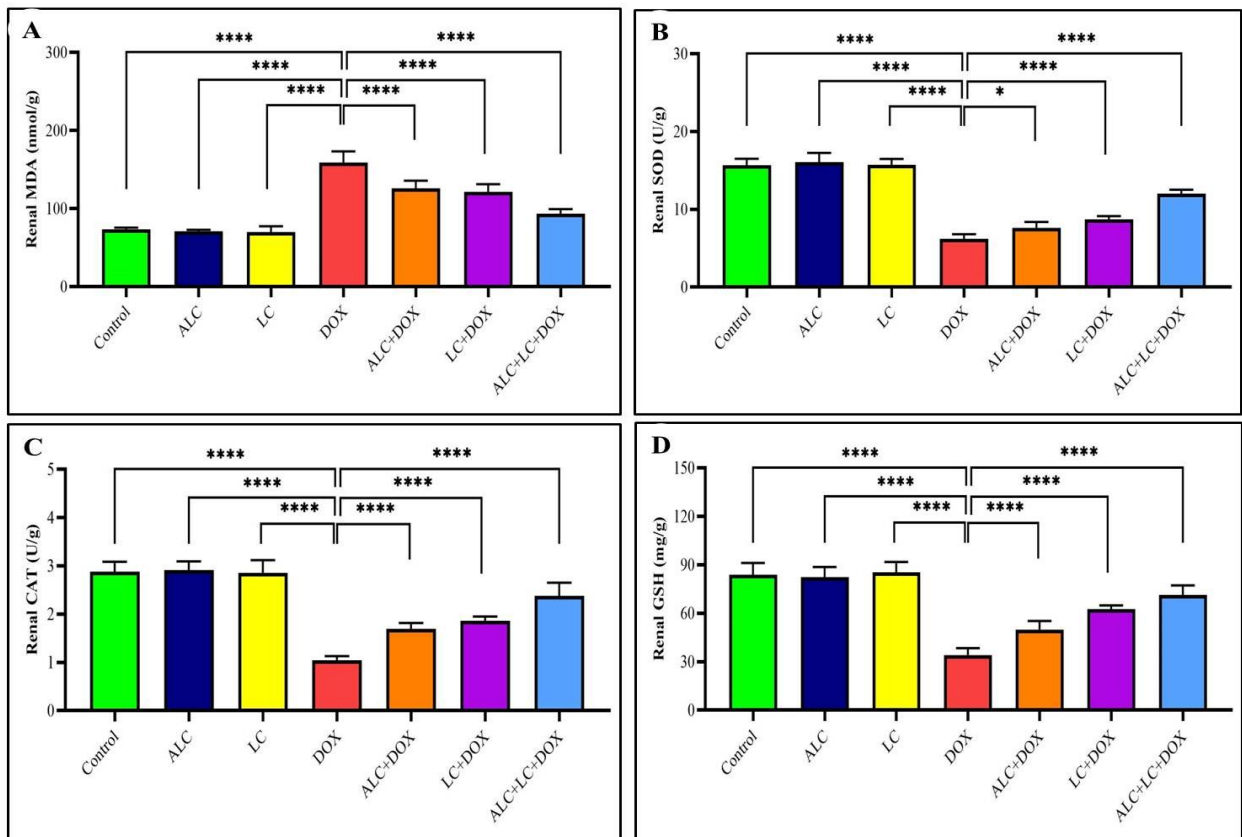 A
Renal MDA (nmol/g)
300
200
100
0
**** ****
**** ****
**** ****
Control ALC LC DOX ALC+DOX LC+DOX ALC+LC+DOX
B
Renal SOD (U/g)
30
20
10
0
**** ****
**** ****
**** *
Control ALC LC DOX ALC+DOX LC+DOX ALC+LC+DOX
C
Renal CAT (U/g)
5
4
3
2
1
0
**** ****
**** ****
**** ****
Control ALC LC DOX ALC+DOX LC+DOX ALC+LC+DOX
D
Renal GSH (mg/g)
150
120
90
60
30
0
**** ****
**** ****
**** ****
Control ALC LC DOX ALC+DOX LC+DOX ALC+LC+DOX